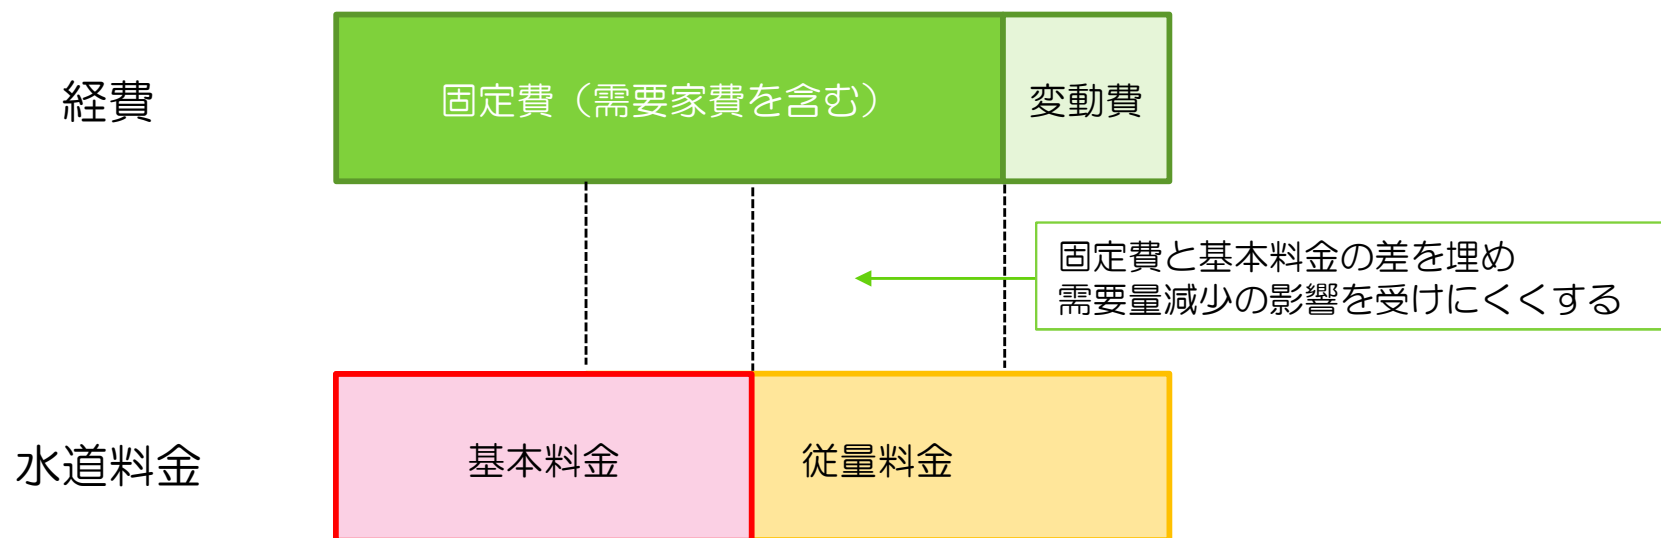 経費
固定費（需要家費を含む）
変動費
固定費と基本料金の差を埋め
需要量減少の影響を受けにくくする
水道料金
基本料金
従量料金